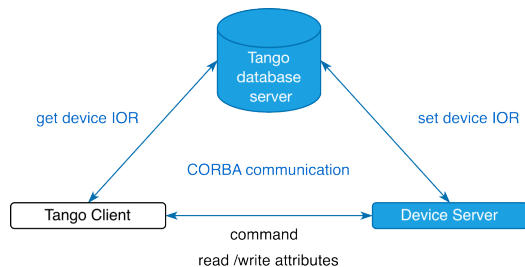 Tango
database
server
get device IOR
set device IOR
CORBA communication
Tango Client
Device Server
command
read /write attributes